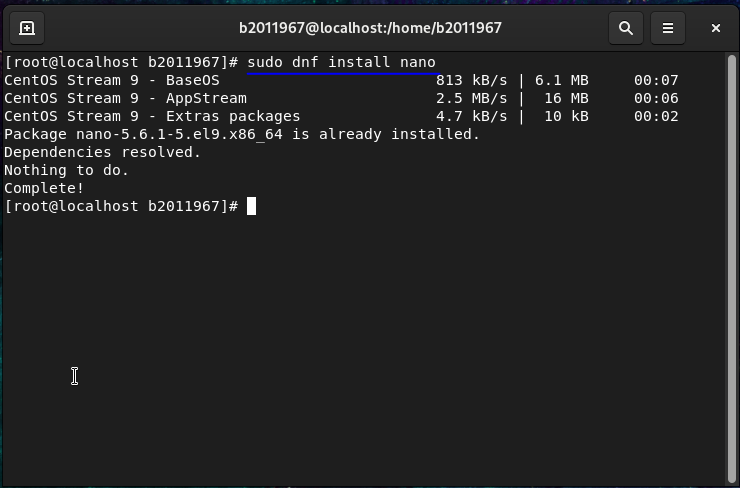 b2011967@localhost:/home/b2011967
[root@localhost b2011967]# sudo dnf install nano
CentOS Stream 9 - BaseOS                        813 kB/s | 6.1 MB     00:07
CentOS Stream 9 - AppStream                     2.5 MB/s |  16 MB     00:06
CentOS Stream 9 - Extras packages               4.7 kB/s |  10 kB     00:02
Package nano-5.6.1-5.el9.x86_64 is already installed.
Dependencies resolved.
Nothing to do.
Complete!
[root@localhost b2011967]#